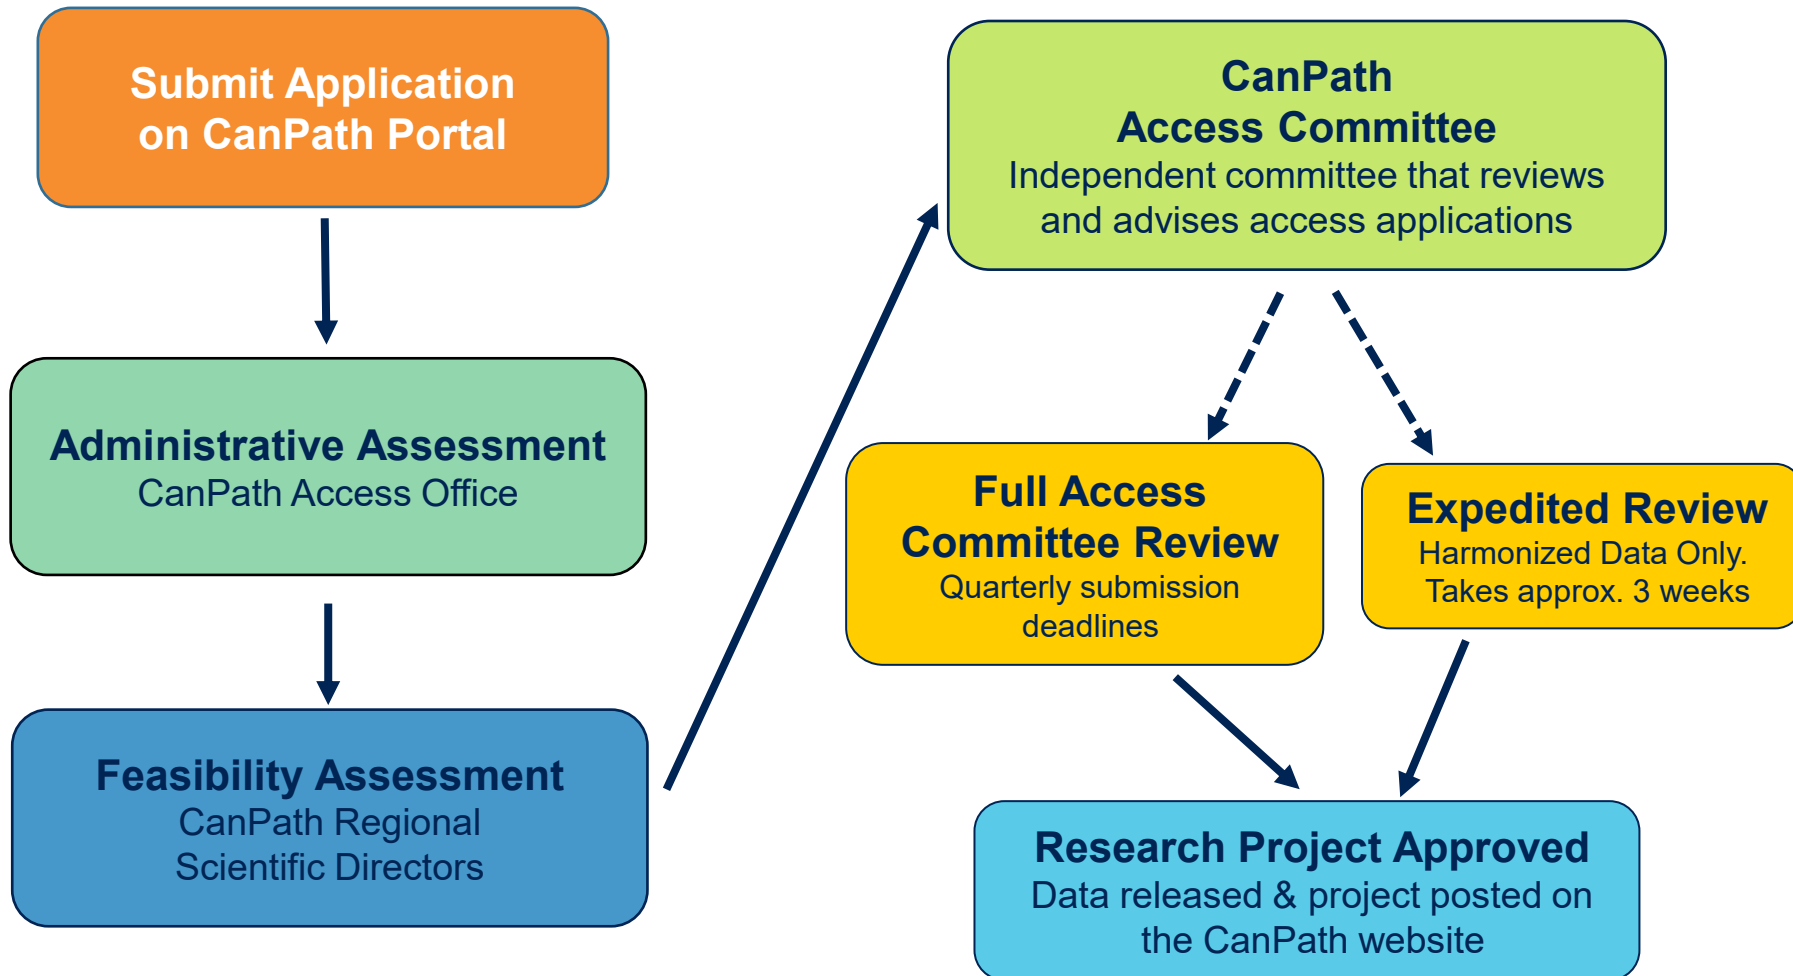 Submit Application
on CanPath Portal
Administrative Assessment
CanPath Access Office
Feasibility Assessment
CanPath Regional
Scientific Directors
CanPath
Access Committee
Independent committee that reviews
and advises access applications
Full Access
Committee Review
Quarterly submission
deadlines
Expedited Review
Harmonized Data Only.
Takes approx. 3 weeks
Research Project Approved
Data released & project posted on
the CanPath website